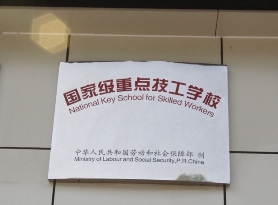 国家级重点技工学校
National Key School for Skilled Workers
中华人民共和国劳动和社会保障部 制
Ministry of Labour and Social Security,P.R.China